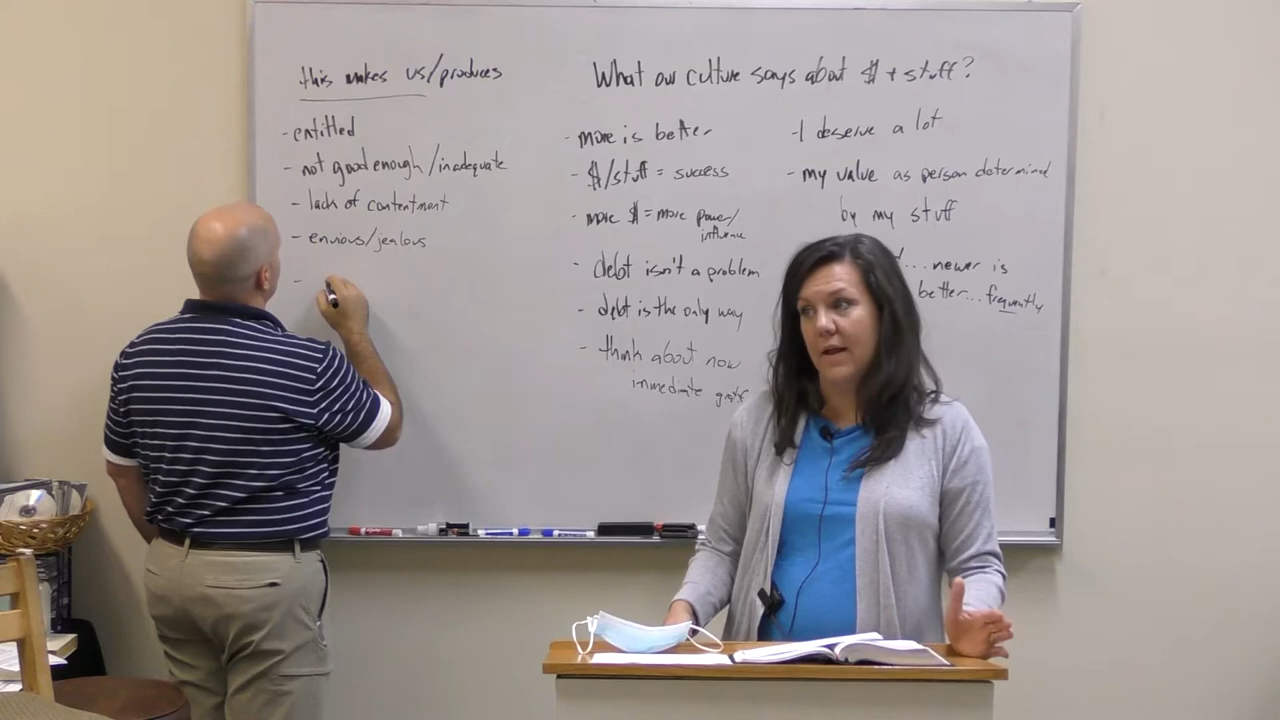 this makes us/produces
- entitled
- not good enough/inadequate
- lack of contentment
- envious/jealous
-
What our culture says about $ + stuff?
- more is better
- $/stuff = success
- more $ = more power/
influence
- debt isn't a problem
- debt is the only way
- think about now
immediate
- I deserve a lot
- my value as person determined
by my stuff
... newer is
better... frequently